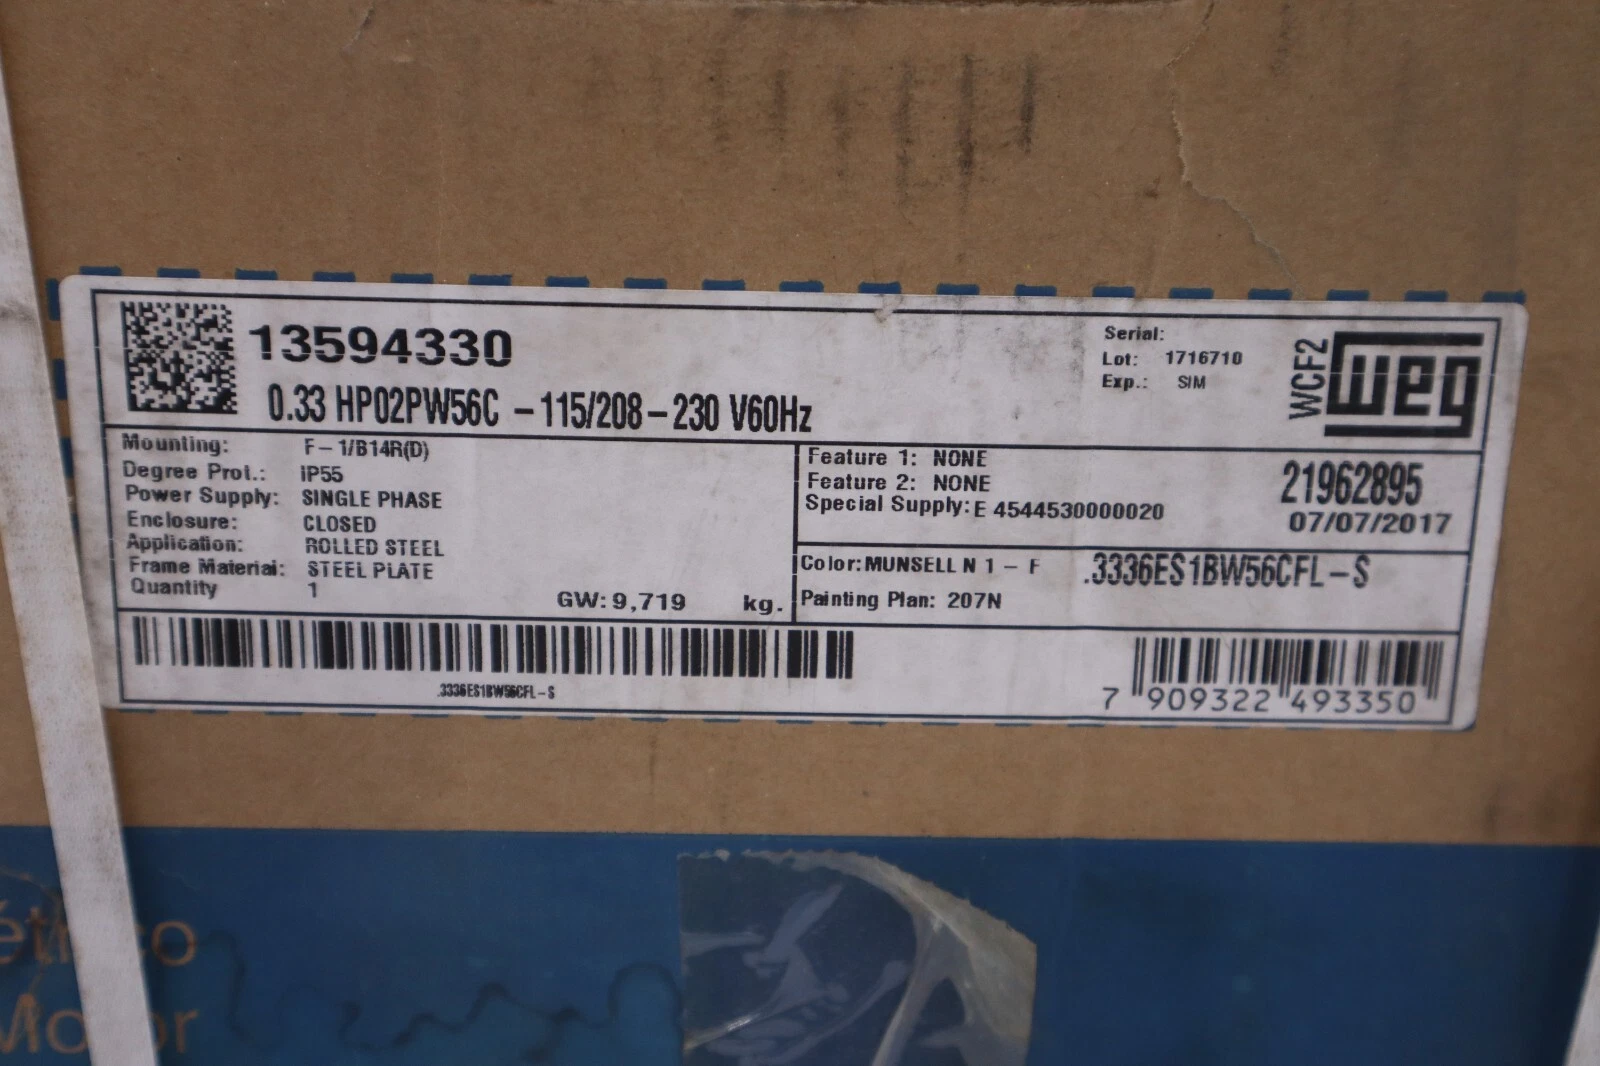 13594330
0.33 HP02PW56C -115/208-230 V60Hz
Serial:
Lot: 1716710
Exp.: SIM
WCF2
weg
Mounting: F-1/B14R(D)
Degree Prot.: IP55
Power Supply: SINGLE PHASE
Enclosure: CLOSED
Application: ROLLED STEEL
Frame Material: STEEL PLATE
Quantity 1
GW: 9,719 kg.
Feature 1: NONE
Feature 2: NONE
Special Supply: E 4544530000020
21962895
07/07/2017
Color: MUNSELL N 1 - F
.3336ES1BW56CFL-S
Painting Plan: 207N
.3336ES1BW56CFL-S
7 909322 493350